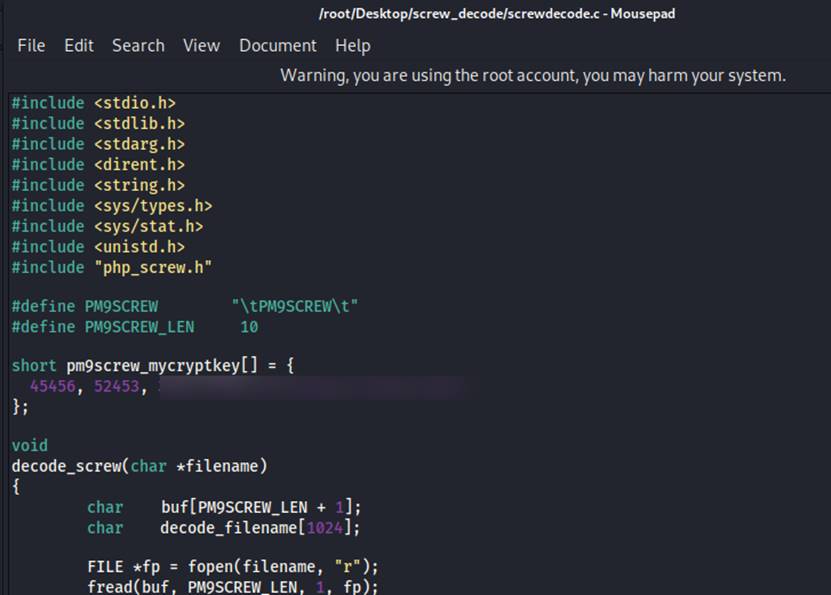 /root/Desktop/screw_decode/screwdecode.c - Mousepad
File Edit Search View Document Help
Warning, you are using the root account, you may harm your system.
#include <stdio.h>
#include <stdlib.h>
#include <stdarg.h>
#include <dirent.h>
#include <string.h>
#include <sys/types.h>
#include <sys/stat.h>
#include <unistd.h>
#include "php_screw.h"
#define PM9SCREW "\tPM9SCREW\t"
#define PM9SCREW_LEN 10
short pm9screw_mycryptkey[] = {
45456, 52453,
};
void
decode_screw(char *filename)
{
char buf[PM9SCREW_LEN + 1];
char decode_filename[1024];
FILE *fp = fopen(filename, "r");
fread(buf, PM9SCREW_LEN, 1, fp);